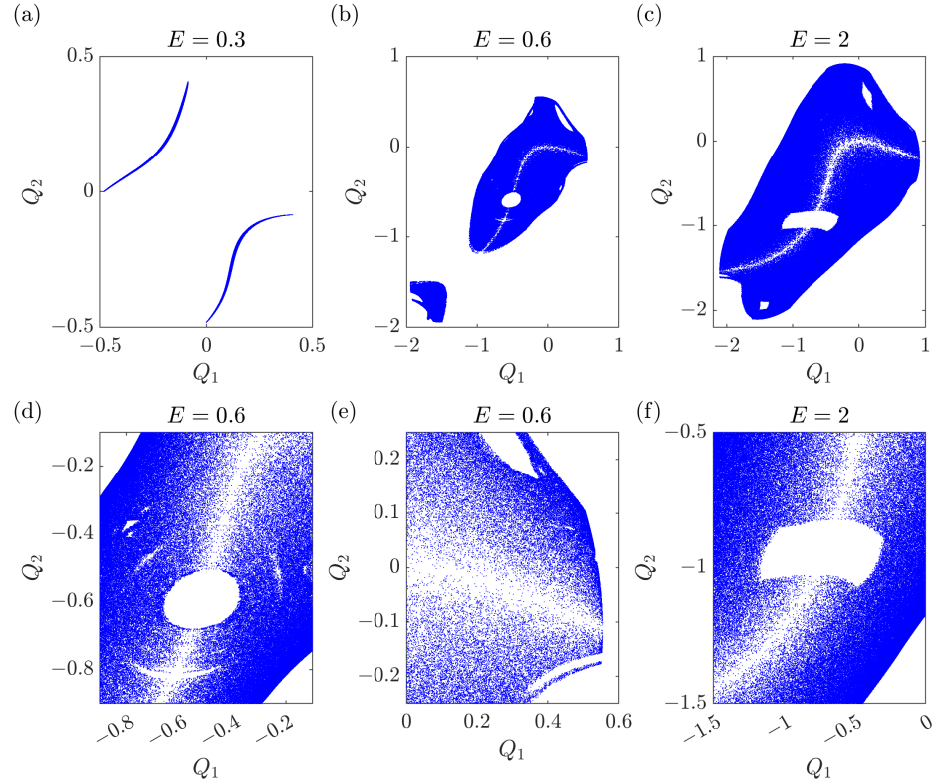 (a)
E = 0.3
0.5
0
−0.5
Q2
−0.5 0 0.5
Q1
(b)
E = 0.6
1
0
−1
−2
Q2
−2 −1 0 1
Q1
(c)
E = 2
1
0
−1
−2
Q2
−2 −1 0 1
Q1
(d)
E = 0.6
−0.2
−0.4
−0.6
−0.8
Q2
−0.8 −0.6 −0.4 −0.2
Q1
(e)
E = 0.6
0.2
0.1
0
−0.1
−0.2
Q2
0 0.2 0.4 0.6
Q1
(f)
E = 2
−0.5
−1
−1.5
Q2
−1.5 −1 −0.5 0
Q1